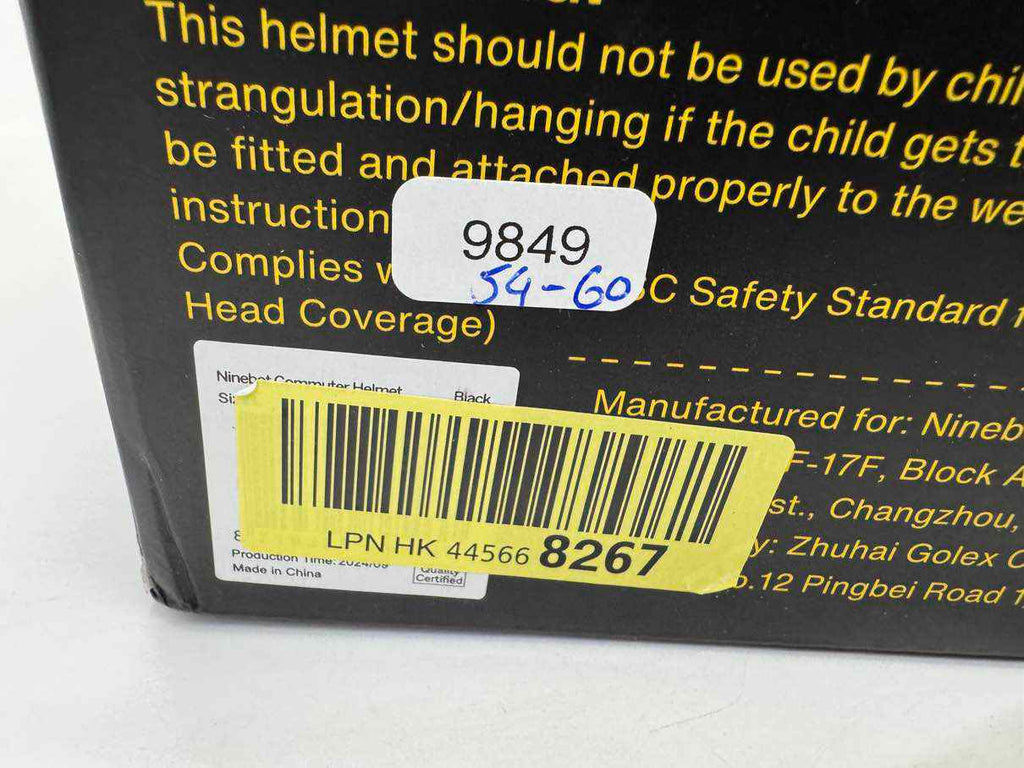 This helmet should not be used by
strangulation/hanging if the child gets
be fitted and attached properly to the
instruction
9849
54-60
Complies
SC Safety Standard
Head Coverage)
Ninebot Commuter Helmet Black
Manufactured for:
F-17F, Block A
st., Changzhou,
LPN HK 44566 8267
y: Zhuhai Golex
Production Time: 2024/09
Made in China
Quality
Certified
.12 Pingbei Road